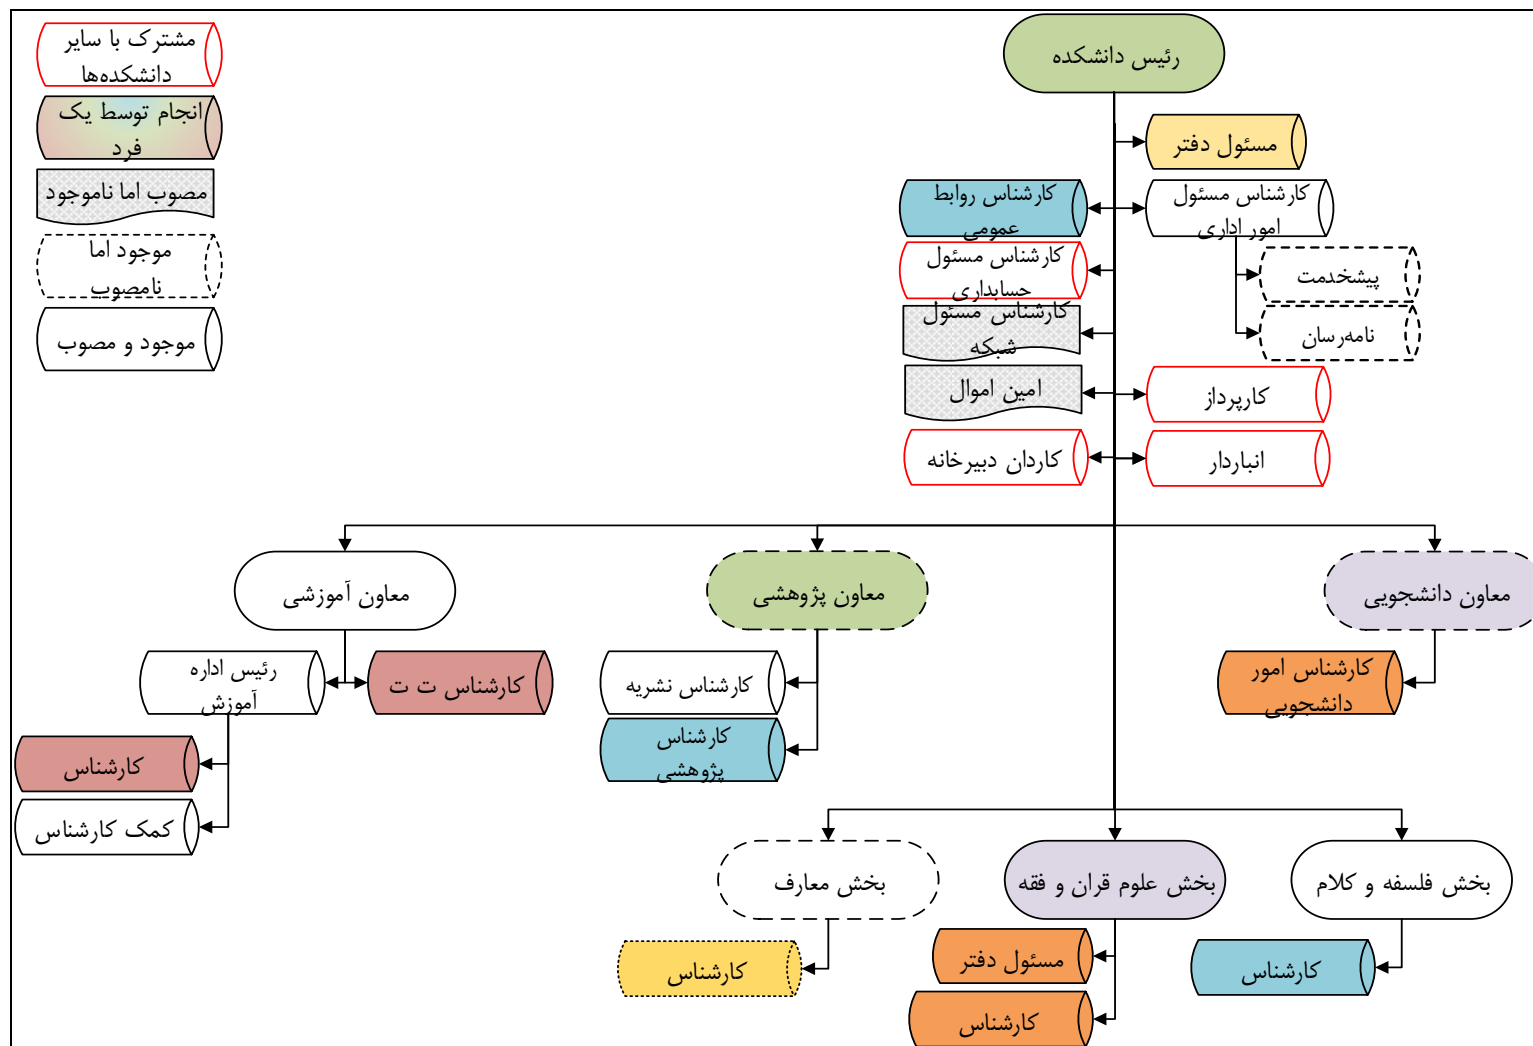 رئیس دانشکده
مشترک با سایر
دانشکده‌ها
انجام توسط یک
فرد
مصوب اما ناموجود
موجود اما
نامصوب
موجود و مصوب
مسئول دفتر
کارشناس مسئول
امور اداری
کارشناس روابط
عمومی
پیشخدمت
نامه‌رسان
کارشناس مسئول
حسابداری
کارشناس مسئول
شبکه
کارپرداز
امین اموال
انباردار
کاردان دبیرخانه
معاون دانشجویی
معاون پژوهشی
معاون آموزشی
کارشناس امور
دانشجویی
کارشناس نشریه
کارشناس
پژوهشی
کارشناس ت ت
رئیس اداره
آموزش
کارشناس
کمک کارشناس
بخش فلسفه و کلام
بخش علوم قران و فقه
بخش معارف
کارشناس
مسئول دفتر
کارشناس
کارشناس